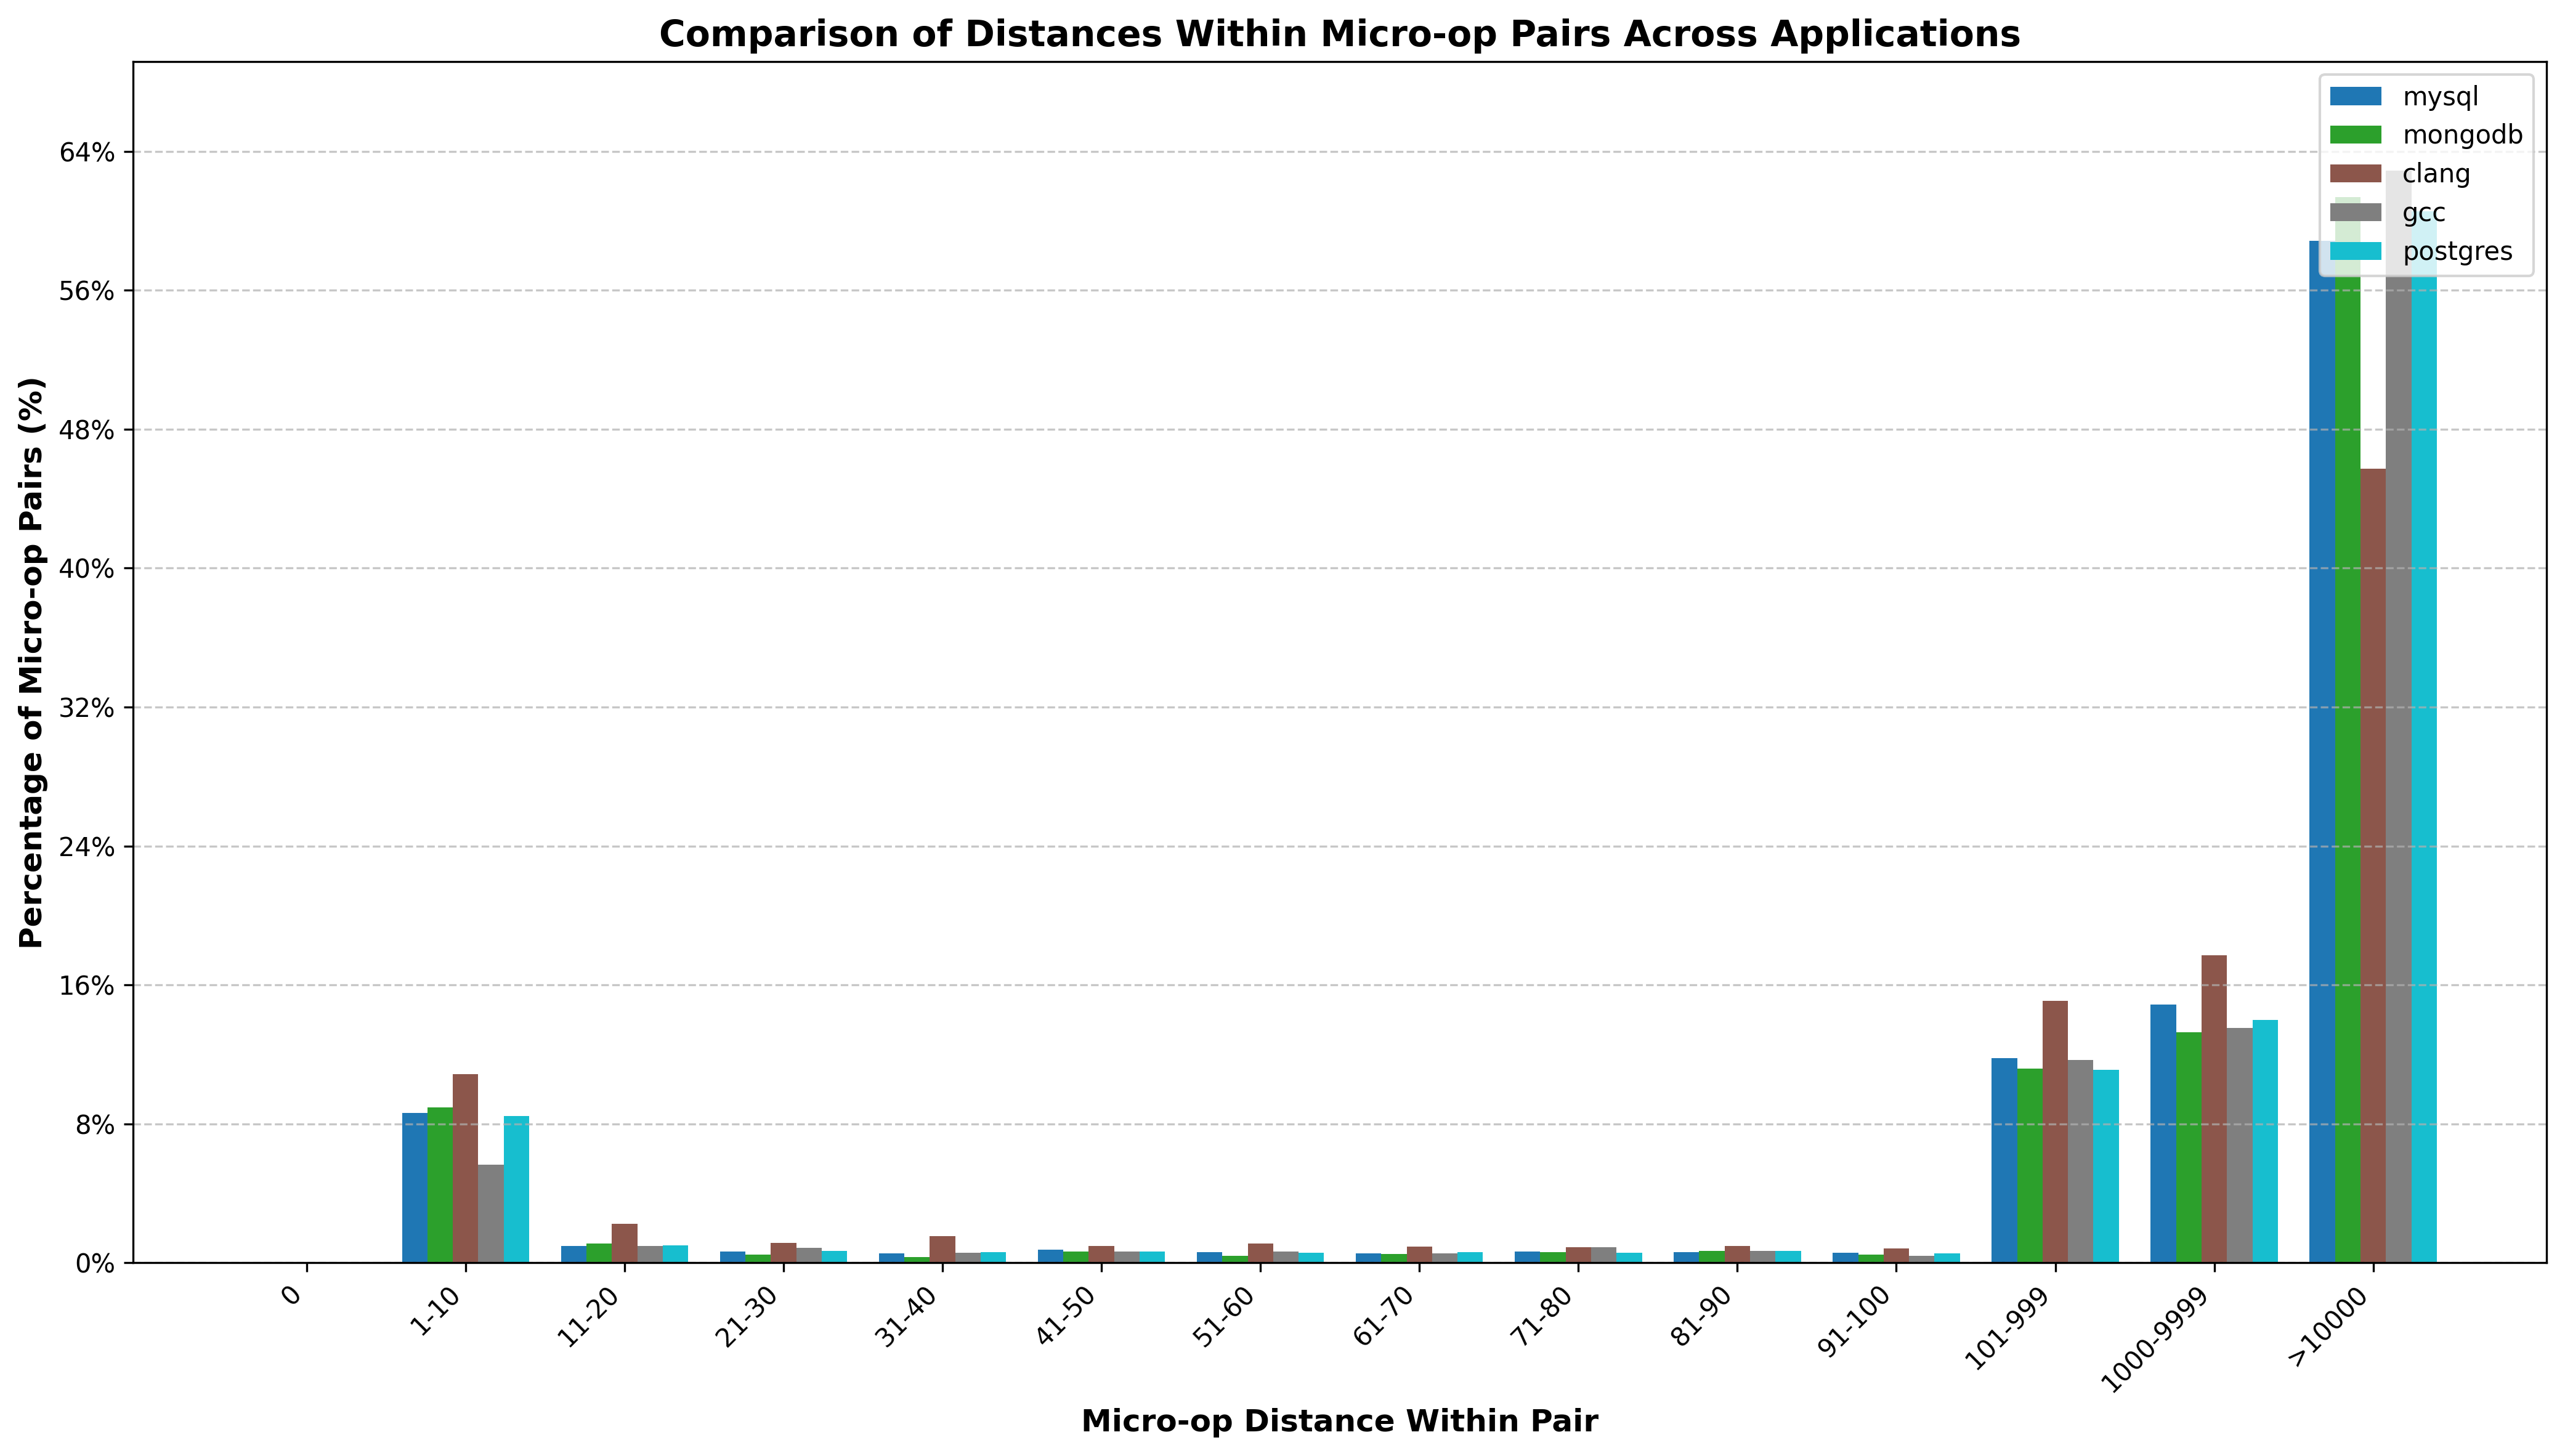 Comparison of Distances Within Micro-op Pairs Across Applications
mysql
mongodb
clang
gcc
postgres
Percentage of Micro-op Pairs (%)
64%
56%
48%
40%
32%
24%
16%
8%
0%
0
1-10
11-20
21-30
31-40
41-50
51-60
61-70
71-80
81-90
91-100
101-999
1000-9999
>10000
Micro-op Distance Within Pair